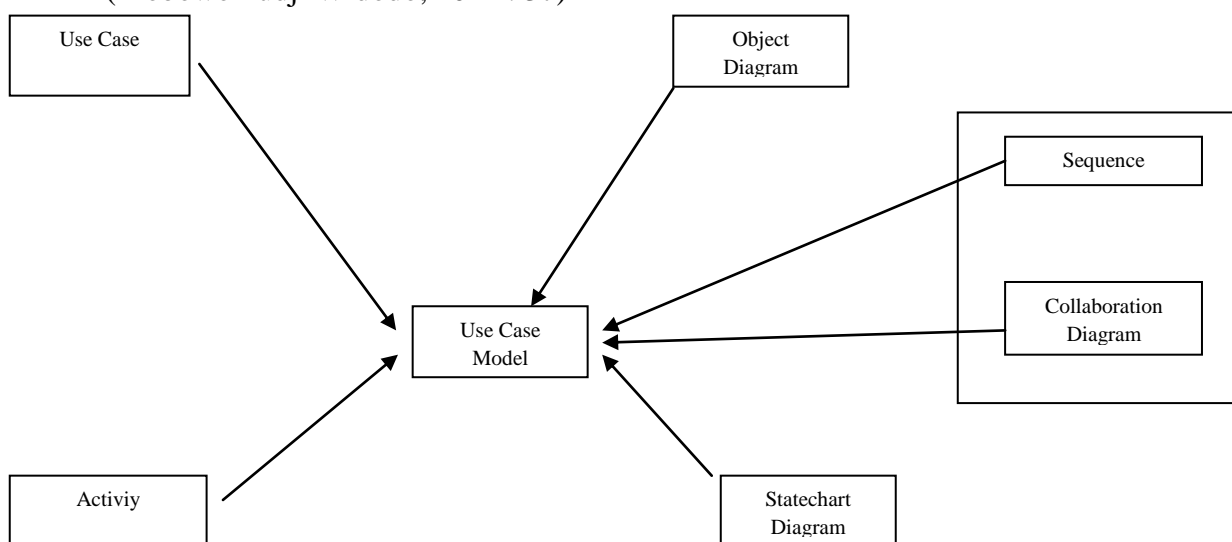 Use Case
Object
Diagram
Sequence
Collaboration
Diagram
Use Case
Model
Activiy
Statechart
Diagram